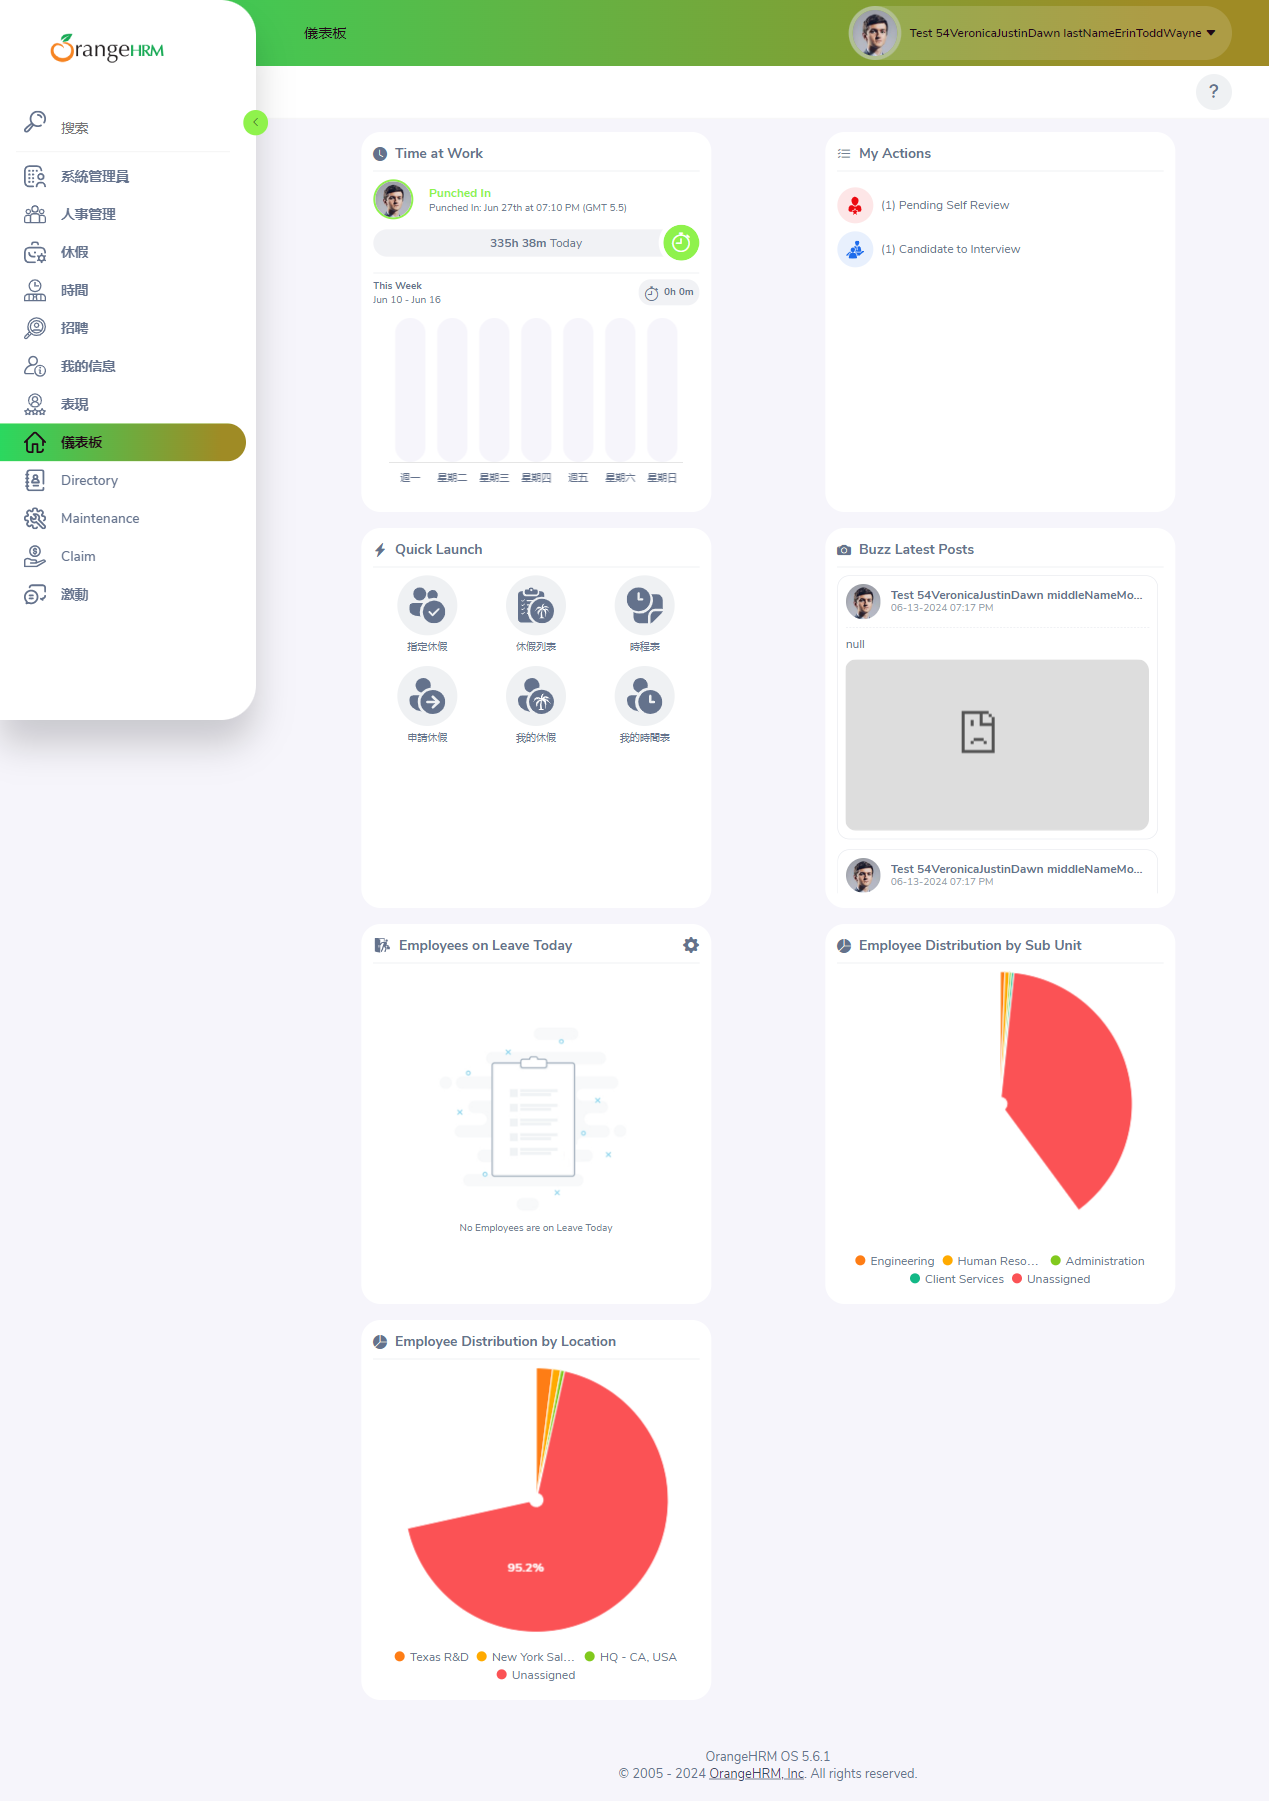 OrangeHRM
搜索
系統管理員
人事管理
休假
時間
招聘
我的信息
表現
儀表板
Directory
Maintenance
Claim
激動
儀表板
Test 54VeronicaJustinDawn lastNameErinToddWayne
?
Time at Work
Punched In
Punched In: Jun 27th at 07:10 PM (GMT 5.5)
335h 38m Today
This Week
Jun 10 - Jun 16
0h 0m
週一 星期二 星期三 星期四 週五 星期六 星期日
My Actions
(1) Pending Self Review
(1) Candidate to Interview
Quick Launch
指定休假 休假列表 時程表
申請休假 我的休假 我的時間表
Buzz Latest Posts
Test 54VeronicaJustinDawn middleNameMo...
06-13-2024 07:17 PM
null
Test 54VeronicaJustinDawn middleNameMo...
06-13-2024 07:17 PM
Employees on Leave Today
No Employees are on Leave Today
Employee Distribution by Sub Unit
Engineering Human Reso... Administration
Client Services Unassigned
Employee Distribution by Location
95.2%
Texas R&D New York Sal... HQ - CA, USA
Unassigned
OrangeHRM OS 5.6.1
© 2005 - 2024 OrangeHRM, Inc. All rights reserved.